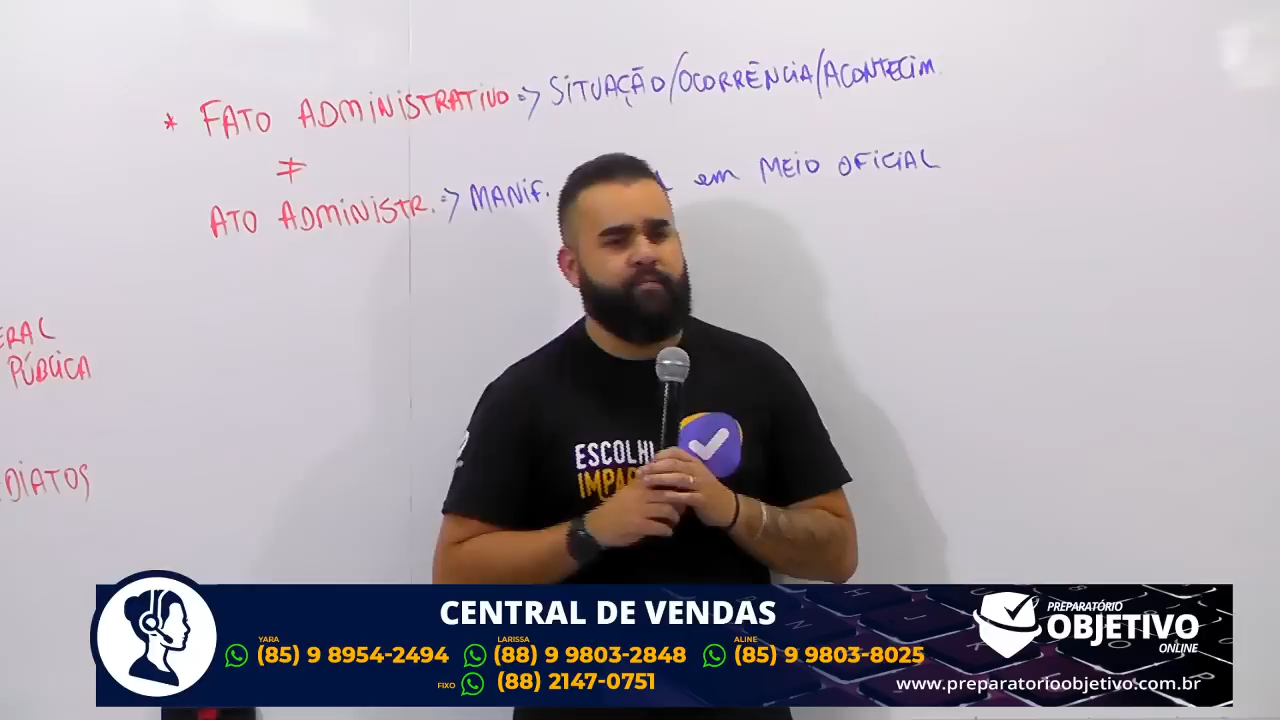 * FATO ADMINISTRATIVO => SITUAÇÃO/OCORRÊNCIA/ACONTECIM.
≠
ATO ADMINISTR. => MANIF. em MEIO OFICIAL
ERAL
PÚBLICA
DIATOS
ESCOLHI
IMPA
CENTRAL DE VENDAS
YARA LARISSA ALINE
(85) 9 8954-2494 (88) 9 9803-2848 (85) 9 9803-8025
FIXO (88) 2147-0751
PREPARATÓRIO
OBJETIVO
ONLINE
www.preparatorioobjetivo.com.br